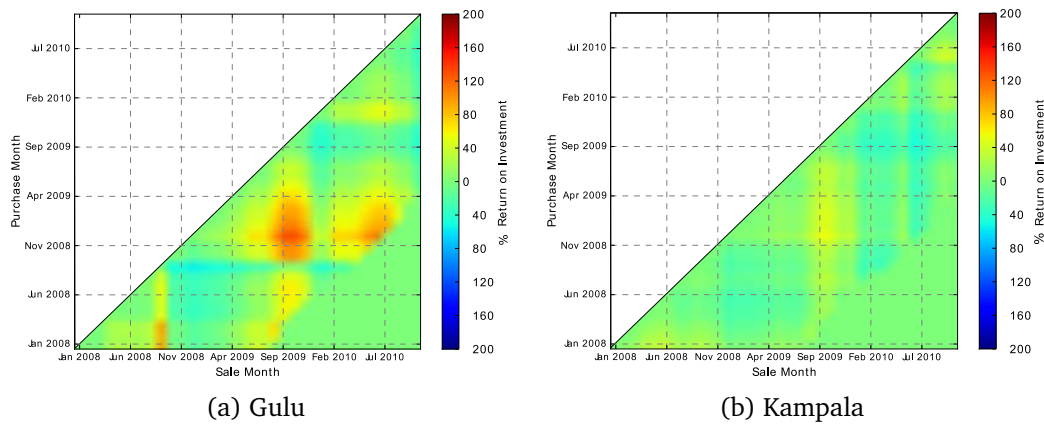 200
160
120
80
40
0
40
80
120
160
200
% Return on Investment
Jul 2010
Feb 2010
Sep 2009
Apr 2009
Nov 2008
Jun 2008
Jan 2008
Purchase Month
Jan 2008 Jun 2008 Nov 2008 Apr 2009 Sep 2009 Feb 2010 Jul 2010
Sale Month
(a) Gulu
200
160
120
80
40
0
40
80
120
160
200
% Return on Investment
Jul 2010
Feb 2010
Sep 2009
Apr 2009
Nov 2008
Jun 2008
Jan 2008
Purchase Month
Jan 2008 Jun 2008 Nov 2008 Apr 2009 Sep 2009 Feb 2010 Jul 2010
Sale Month
(b) Kampala